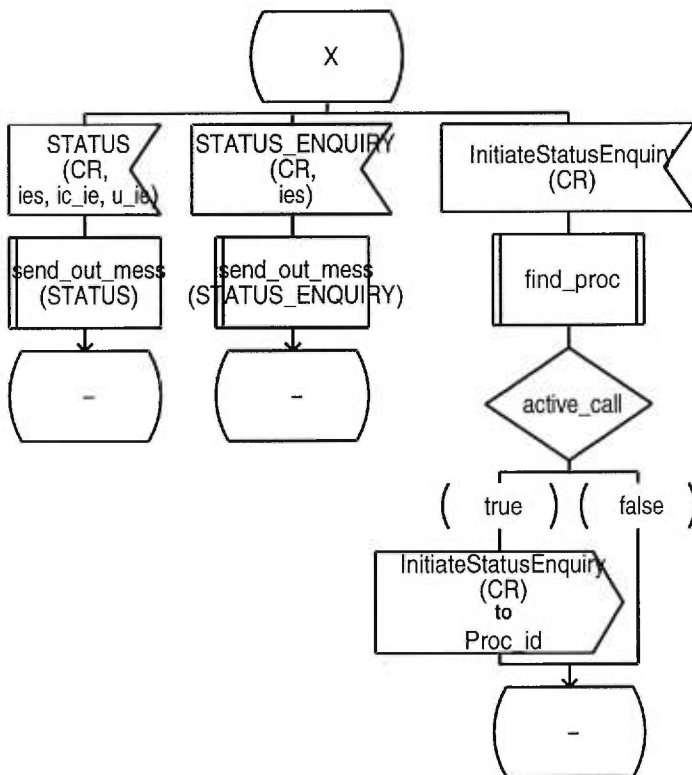 X
STATUS
(CR,
ies, ic_ie, u_ie)
send_out_mess
(STATUS)
–
STATUS_ENQUIRY
(CR,
ies)
send_out_mess
(STATUS_ENQUIRY)
–
InitiateStatusEnquiry
(CR)
find_proc
active_call
( true )
( false )
InitiateStatusEnquiry
(CR)
to
Proc_id
–